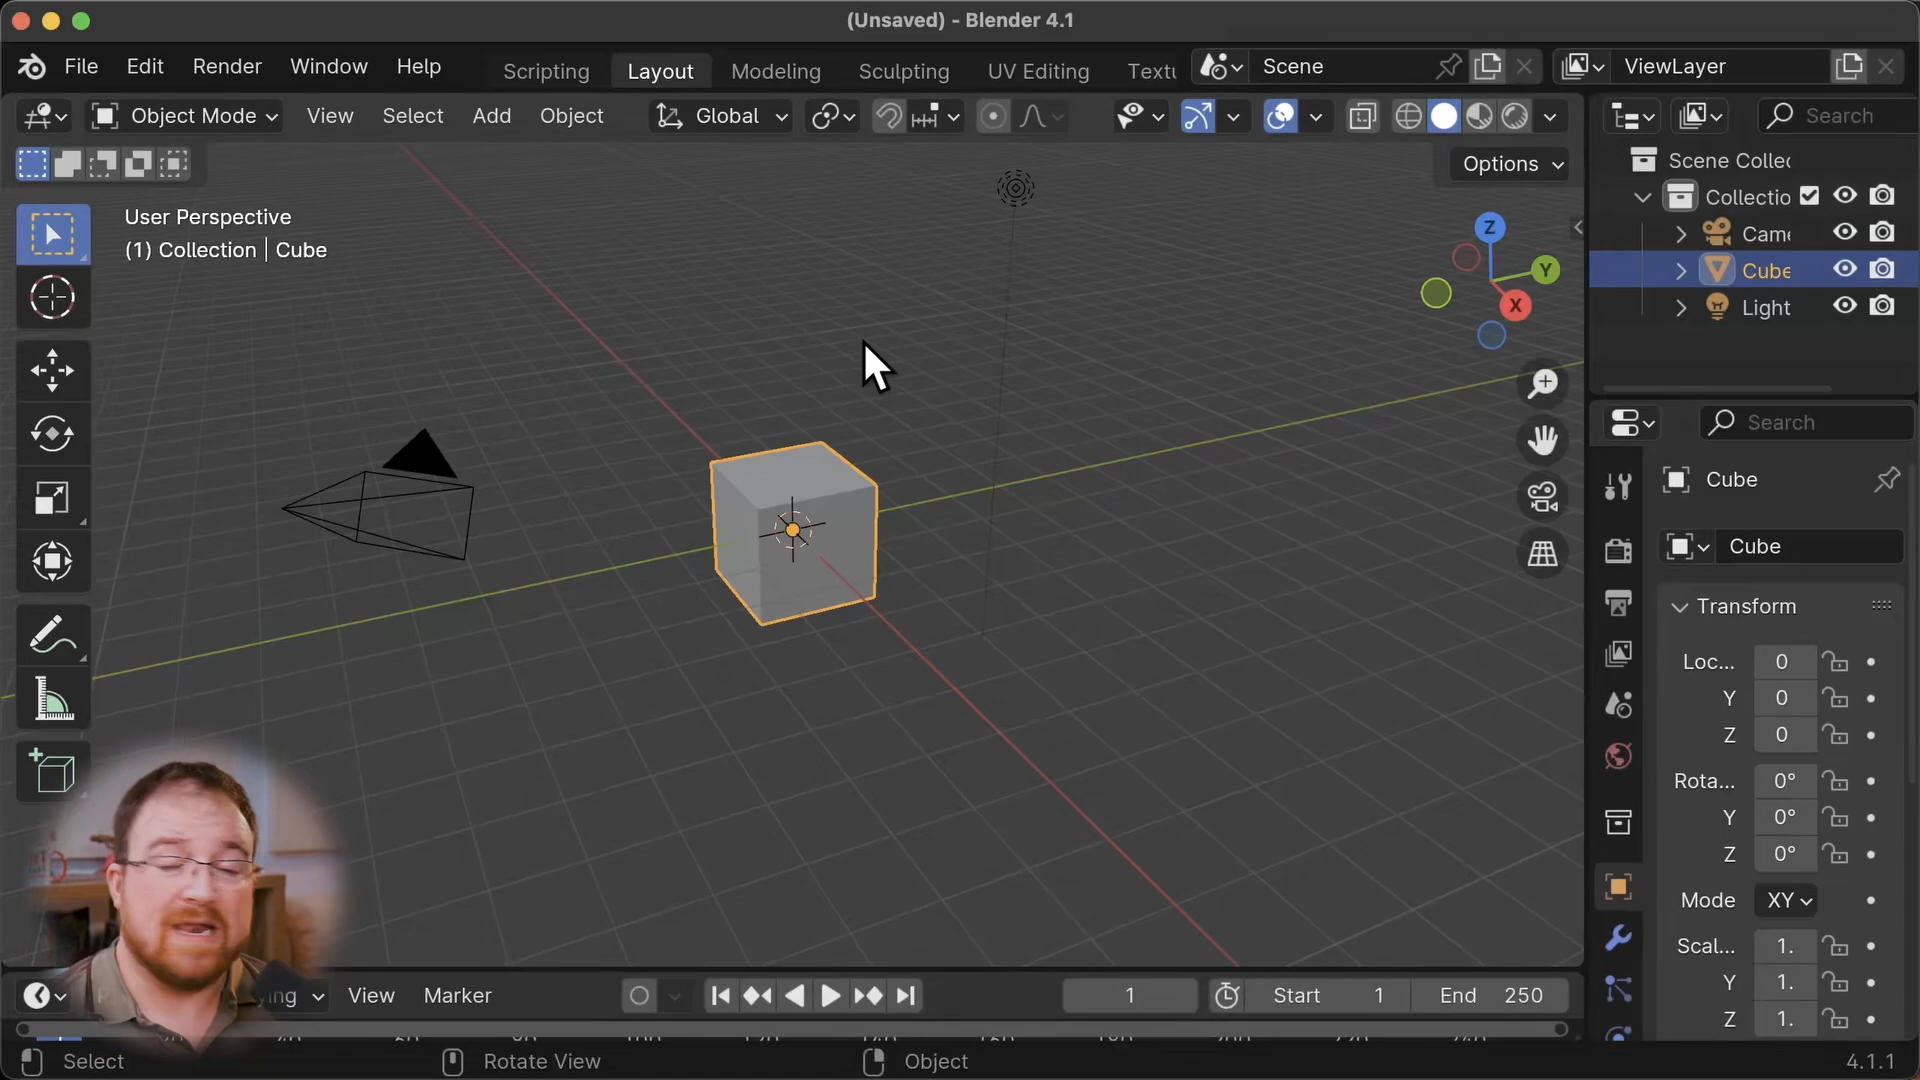 (Unsaved) - Blender 4.1
File Edit Render Window Help Scripting Layout Modeling Sculpting UV Editing Textu Scene ViewLayer
Object Mode View Select Add Object Global Search
Options
User Perspective
(1) Collection | Cube
Z
Y
X
Scene Collec
Collectio
Came
Cube
Light
Search
Cube
Cube
Transform
Loc... 0
Y 0
Z 0
Rota... 0°
Y 0°
Z 0°
Mode XY
Scal... 1.
Y 1.
Z 1.
ing View Marker 1 Start 1 End 250
Select Rotate View Object 4.1.1